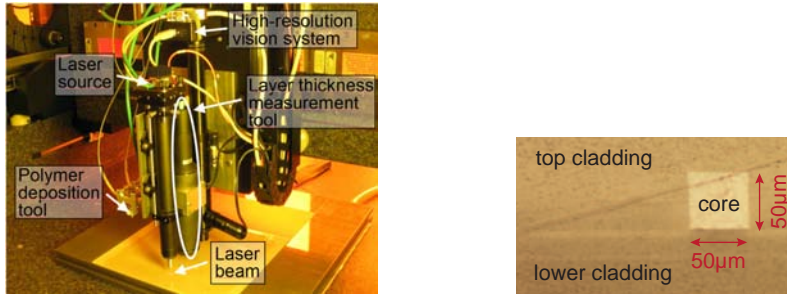 High-resolution
vision system
Laser
source
Layer thickness
measurement
tool
Polymer
deposition
tool
Laser
beam
top cladding
core
50µm
50µm
lower cladding